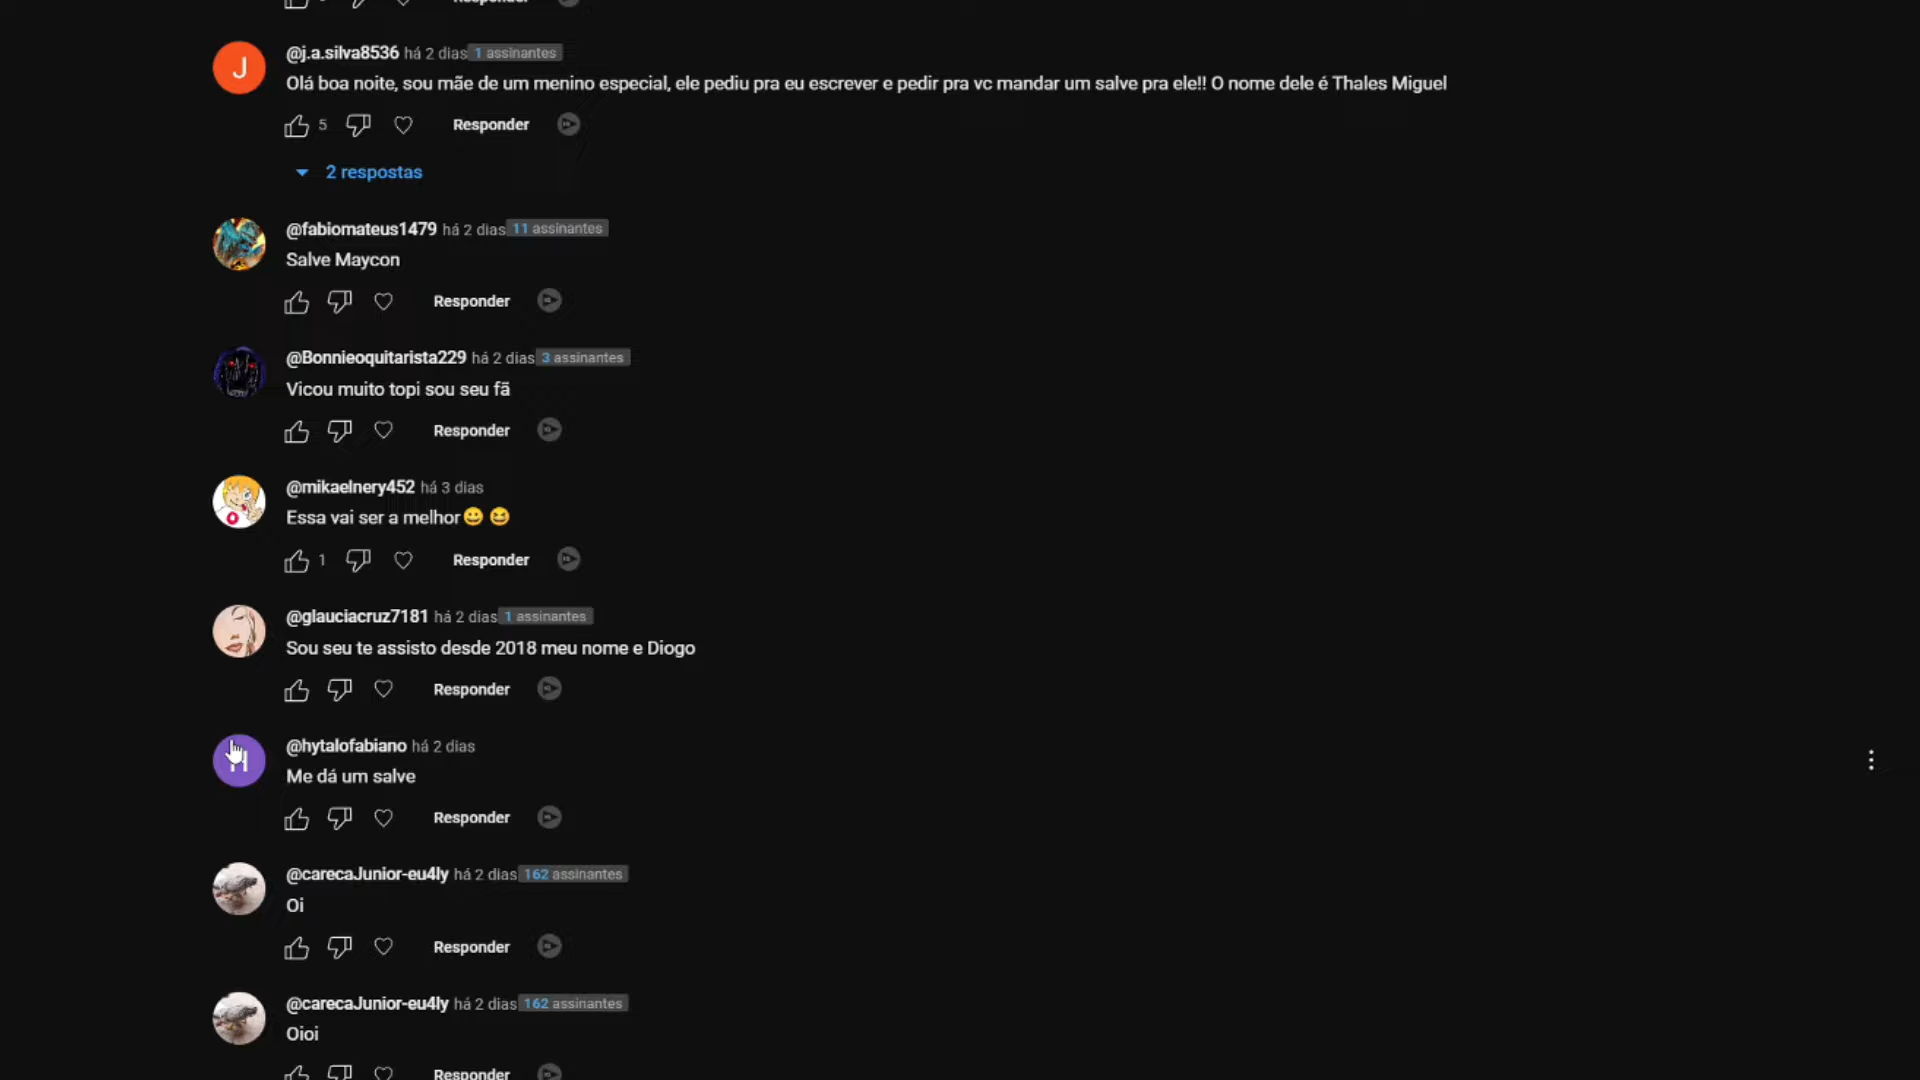 Responder
@j.a.silva8536 há 2 dias 1 assinantes
Olá boa noite, sou mãe de um menino especial, ele pediu pra eu escrever e pedir pra vc mandar um salve pra ele!! O nome dele é Thales Miguel
5 Responder
2 respostas
@fabiomateus1479 há 2 dias 11 assinantes
Salve Maycon
Responder
@Bonnieoquitarista229 há 2 dias 3 assinantes
Vicou muito topi sou seu fã
Responder
@mikaelnery452 há 3 dias
Essa vai ser a melhor😀 😆
1 Responder
@glauciacruz7181 há 2 dias 1 assinantes
Sou seu te assisto desde 2018 meu nome e Diogo
Responder
@hytalofabiano há 2 dias
Me dá um salve
Responder
@carecaJunior-eu4ly há 2 dias 162 assinantes
Oi
Responder
@carecaJunior-eu4ly há 2 dias 162 assinantes
Oioi
Responder